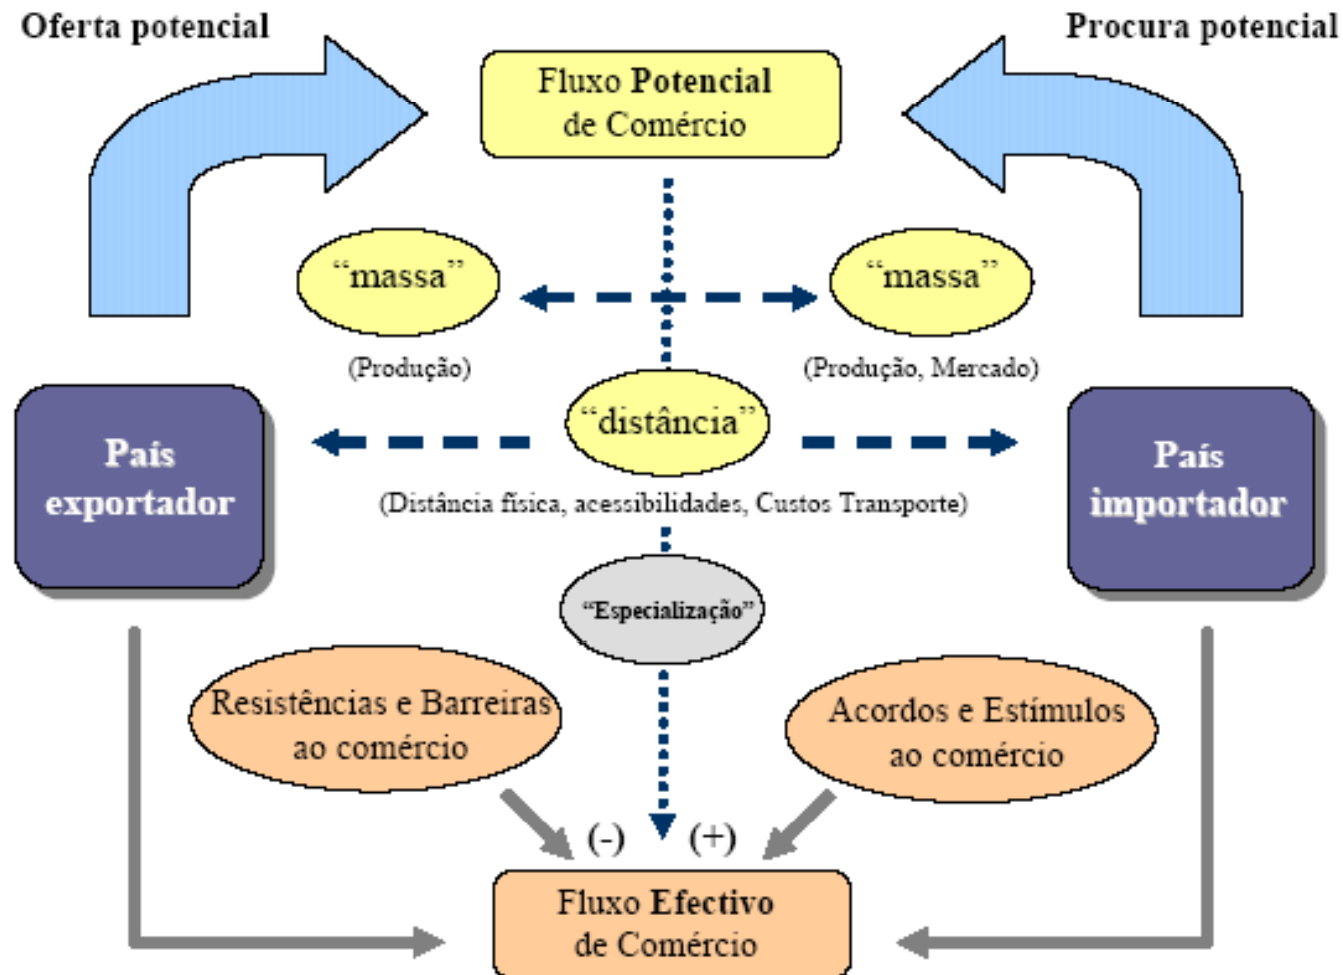 Oferta potencial
Procura potencial
Fluxo Potencial
de Comércio
“massa”
“massa”
(Produção)
(Produção, Mercado)
“distância”
País
exportador
País
importador
(Distância física, acessibilidades, Custos Transporte)
“Especialização”
Resistências e Barreiras
ao comércio
Acordos e Estímulos
ao comércio
(-)
(+)
Fluxo Efectivo
de Comércio